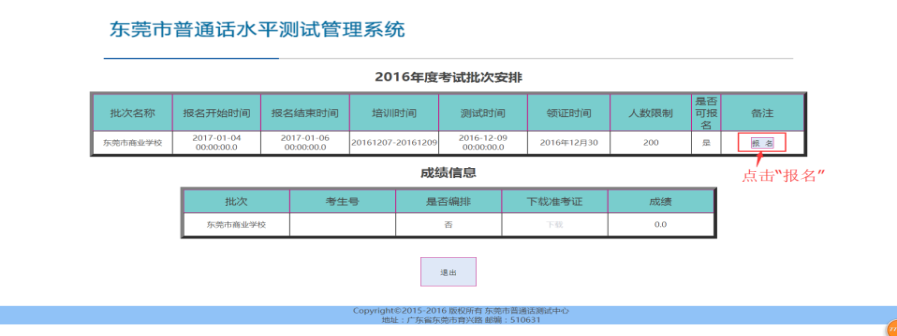 东莞市普通话水平测试管理系统
2016年度考试批次安排
批次名称 报名开始时间 报名结束时间 培训时间 测试时间 领证时间 人数限制 是否可报名 备注
东莞市商业学校 2017-01-04 00:00:00.0 2017-01-06 00:00:00.0 20161207-20161209 2016-12-09 00:00:00.0 2016年12月30 200 是 报 名
点击“报名”
成绩信息
批次 考生号 是否编排 下载准考证 成绩
东莞市商业学校 否 下载 0.0
退出
Copyright©2015-2016 版权所有 东莞市普通话测试中心
地址：广东省东莞市育兴路 邮编：510631